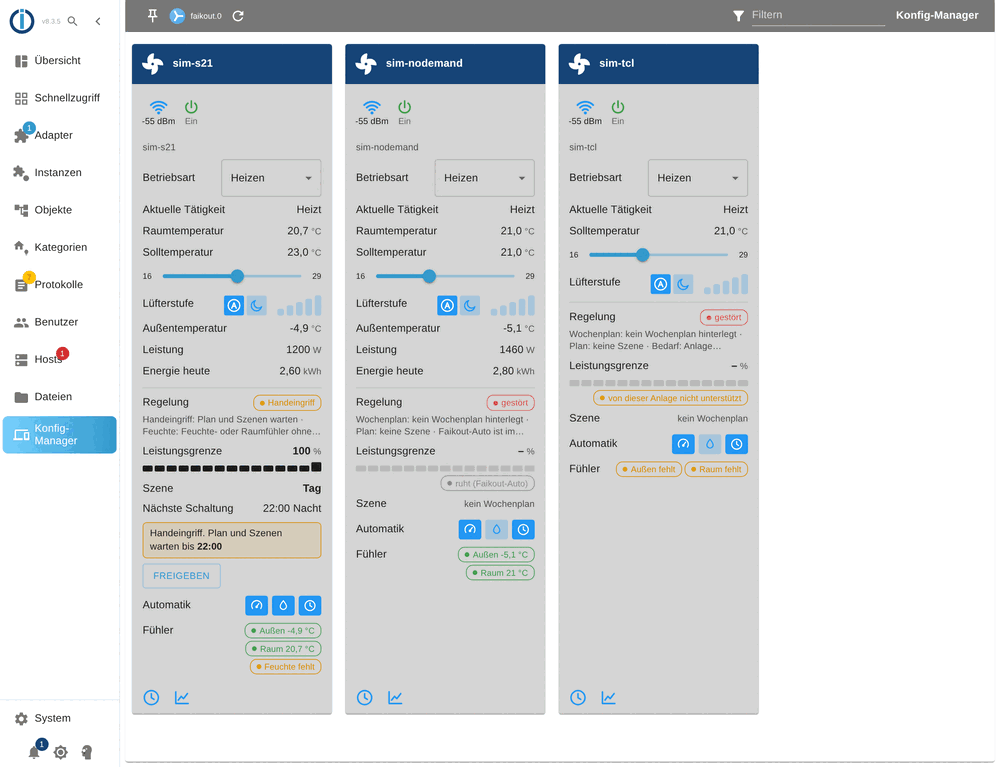 v8.3.5
faikout.0
Filtern
Konfig-Manager
Übersicht
Schnellzugriff
1
Adapter
Instanzen
Objekte
Kategorien
7
Protokolle
Benutzer
1
Hosts
Dateien
Konfig-
Manager
System
1
sim-s21
-55 dBm
Ein
sim-s21
Betriebsart Heizen
Aktuelle Tätigkeit Heizt
Raumtemperatur 20,7 °C
Solltemperatur 23,0 °C
16 29
Lüfterstufe A
Außentemperatur -4,9 °C
Leistung 1200 W
Energie heute 2,60 kWh
Regelung Handeingriff
Handeingriff: Plan und Szenen warten ·
Feuchte: Feuchte- oder Raumfühler ohne…
Leistungsgrenze 100 %
Szene Tag
Nächste Schaltung 22:00 Nacht
Handeingriff. Plan und Szenen
warten bis 22:00
FREIGEBEN
Automatik
Fühler Außen -4,9 °C
Raum 20,7 °C
Feuchte fehlt
sim-nodemand
-55 dBm
Ein
sim-nodemand
Betriebsart Heizen
Aktuelle Tätigkeit Heizt
Raumtemperatur 21,0 °C
Solltemperatur 21,0 °C
16 29
Lüfterstufe A
Außentemperatur -5,1 °C
Leistung 1460 W
Energie heute 2,80 kWh
Regelung gestört
Wochenplan: kein Wochenplan hinterlegt ·
Plan: keine Szene · Faikout-Auto ist im…
Leistungsgrenze – %
ruht (Faikout-Auto)
Szene kein Wochenplan
Automatik
Fühler Außen -5,1 °C
Raum 21 °C
sim-tcl
-55 dBm
Ein
sim-tcl
Betriebsart Heizen
Aktuelle Tätigkeit Heizt
Solltemperatur 21,0 °C
16 29
Lüfterstufe A
Regelung gestört
Wochenplan: kein Wochenplan hinterlegt ·
Plan: keine Szene · Bedarf: Anlage…
Leistungsgrenze – %
von dieser Anlage nicht unterstützt
Szene kein Wochenplan
Automatik
Fühler Außen fehlt Raum fehlt